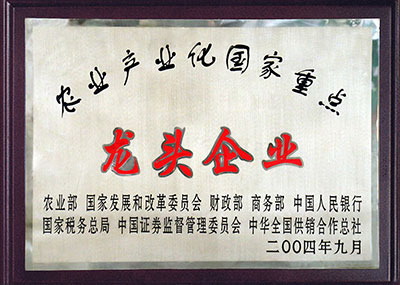 农业产业化国家重点
龙头企业
农业部 国家发展和改革委员会 财政部 商务部 中国人民银行
国家税务总局 中国证券监督管理委员会 中华全国供销合作总社
二〇〇四年九月